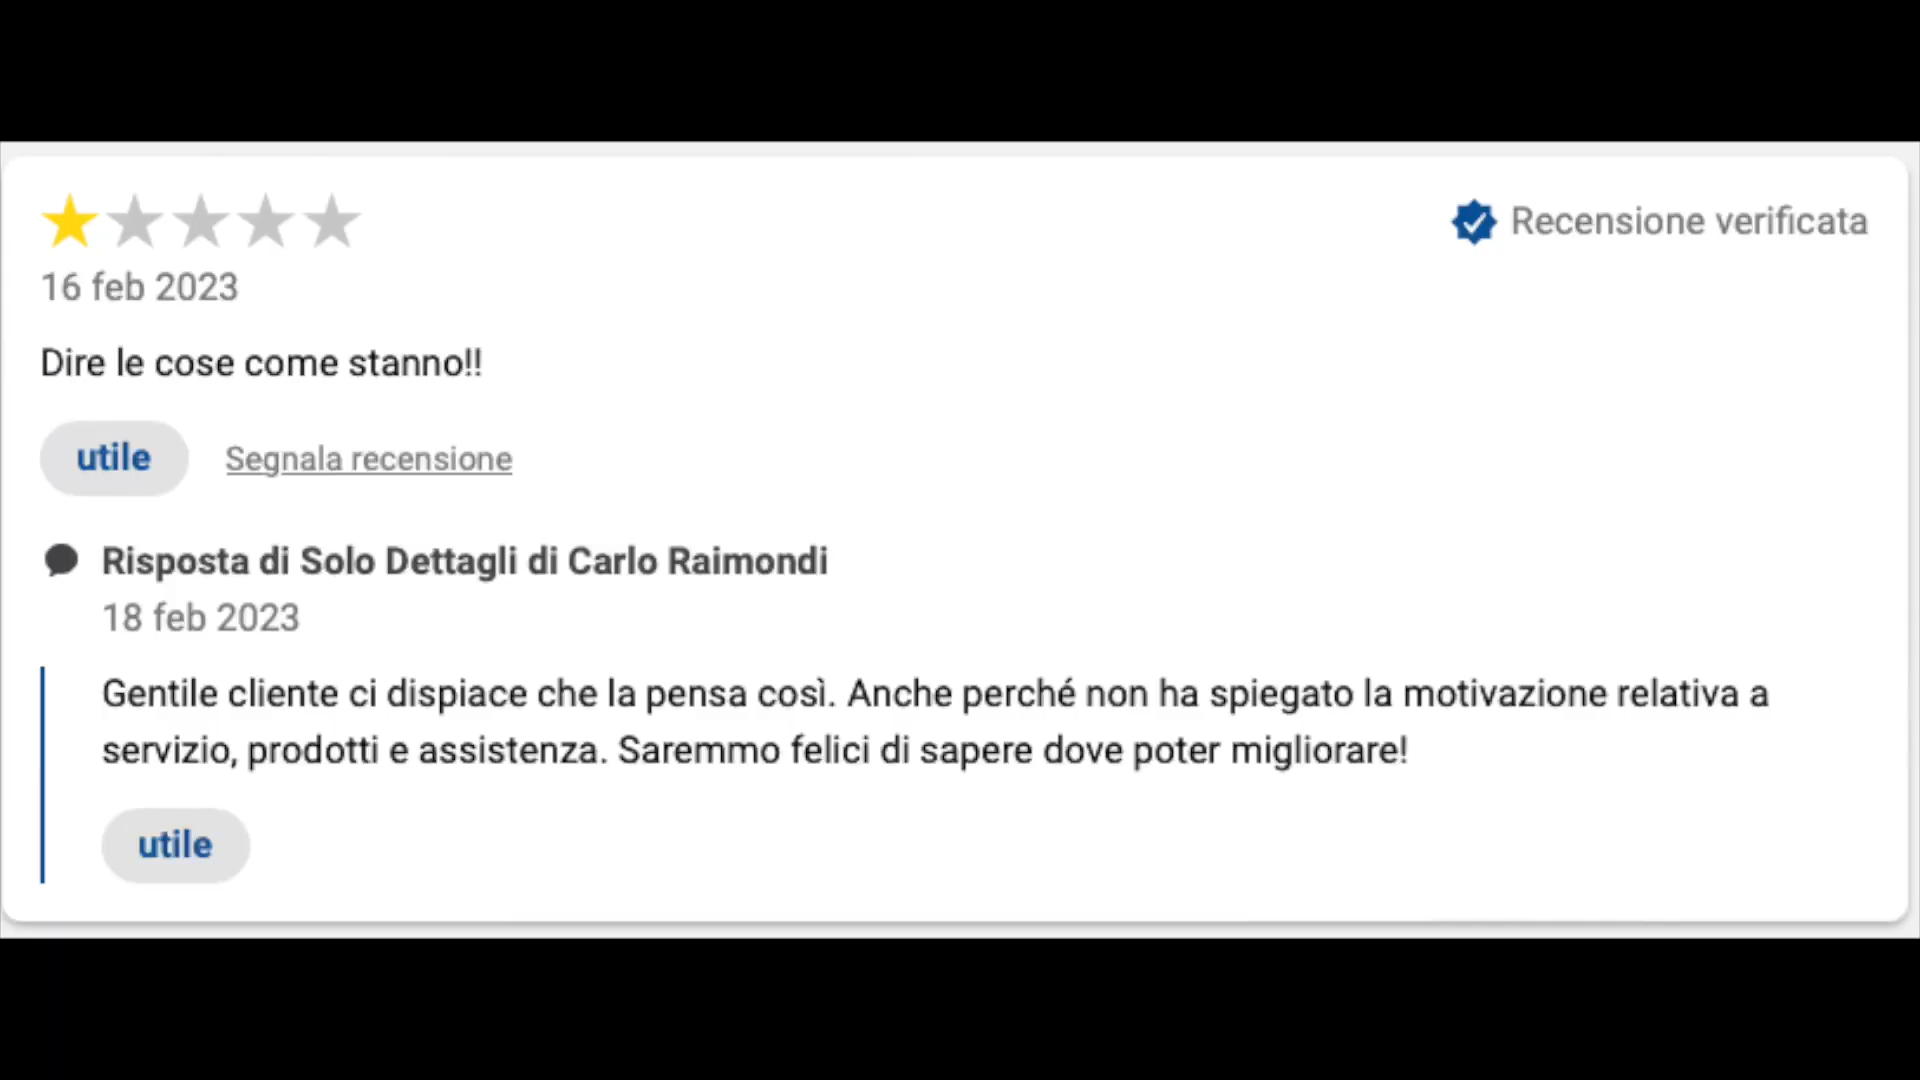 Recensione verificata
16 feb 2023
Dire le cose come stanno!!
utile Segnala recensione
Risposta di Solo Dettagli di Carlo Raimondi
18 feb 2023
Gentile cliente ci dispiace che la pensa così. Anche perché non ha spiegato la motivazione relativa a
servizio, prodotti e assistenza. Saremmo felici di sapere dove poter migliorare!
utile